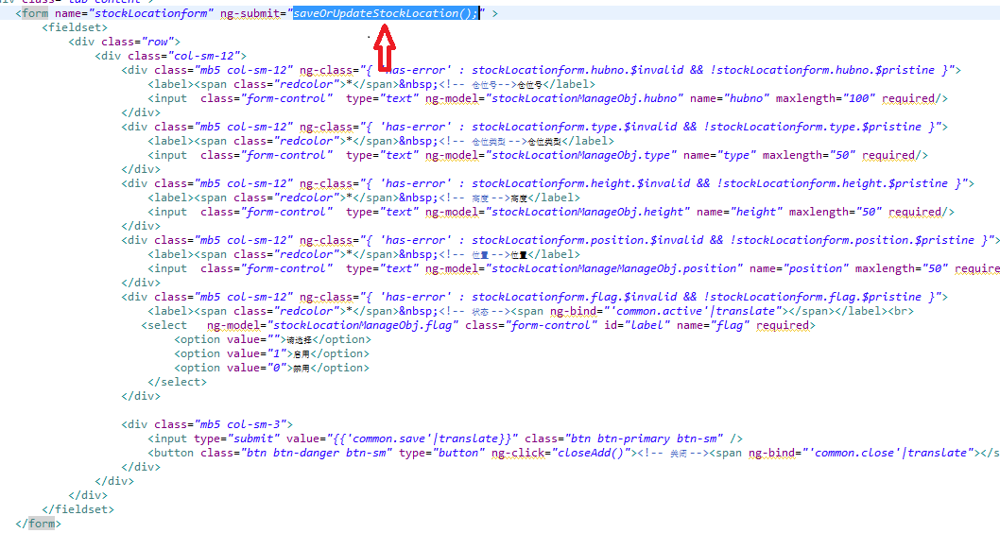 div class="tab-content">
<form name="stockLocationform" ng-submit="saveOrUpdateStockLocation();" >
<fieldset>
<div class="row">
<div class="col-sm-12">
<div class="mb5 col-sm-12" ng-class="{ 'has-error' : stockLocationform.hubno.$invalid && !stockLocationform.hubno.$pristine }">
<label><span class="redcolor">*</span>&nbsp;<!-- 仓位号-->仓位号</label>
<input  class="form-control"  type="text" ng-model="stockLocationManageObj.hubno" name="hubno" maxlength="100" required/>
</div>
<div class="mb5 col-sm-12" ng-class="{ 'has-error' : stockLocationform.type.$invalid && !stockLocationform.type.$pristine }">
<label><span class="redcolor">*</span>&nbsp;<!-- 仓位类型 -->仓位类型</label>
<input  class="form-control"  type="text" ng-model="stockLocationManageObj.type" name="type" maxlength="50" required/>
</div>
<div class="mb5 col-sm-12" ng-class="{ 'has-error' : stockLocationform.height.$invalid && !stockLocationform.height.$pristine }">
<label><span class="redcolor">*</span>&nbsp;<!-- 高度 -->高度</label>
<input  class="form-control"  type="text" ng-model="stockLocationManageObj.height" name="height" maxlength="50" required/>
</div>
<div class="mb5 col-sm-12" ng-class="{ 'has-error' : stockLocationform.position.$invalid && !stockLocationform.position.$pristine }">
<label><span class="redcolor">*</span>&nbsp;<!-- 位置 -->位置</label>
<input  class="form-control"  type="text" ng-model="stockLocationManageManageObj.position" name="position" maxlength="50" require
</div>
<div class="mb5 col-sm-12" ng-class="{ 'has-error' : stockLocationform.flag.$invalid && !stockLocationform.flag.$pristine }">
<label><span class="redcolor">*</span>&nbsp;<!-- 状态 --><span ng-bind="'common.active'|translate"></span></label><br>
<select   ng-model="stockLocationManageObj.flag" class="form-control" id="label" name="flag" required>
<option value="">请选择</option>
<option value="1">启用</option>
<option value="0">禁用</option>
</select>
</div>
<div class="mb5 col-sm-3">
<input type="submit" value="{{'common.save'|translate}}" class="btn btn-primary btn-sm" />
<button class="btn btn-danger btn-sm" type="button" ng-click="closeAdd()"><!-- 关闭 --><span ng-bind="'common.close'|translate"></s
</div>
</div>
</div>
</fieldset>
</form>